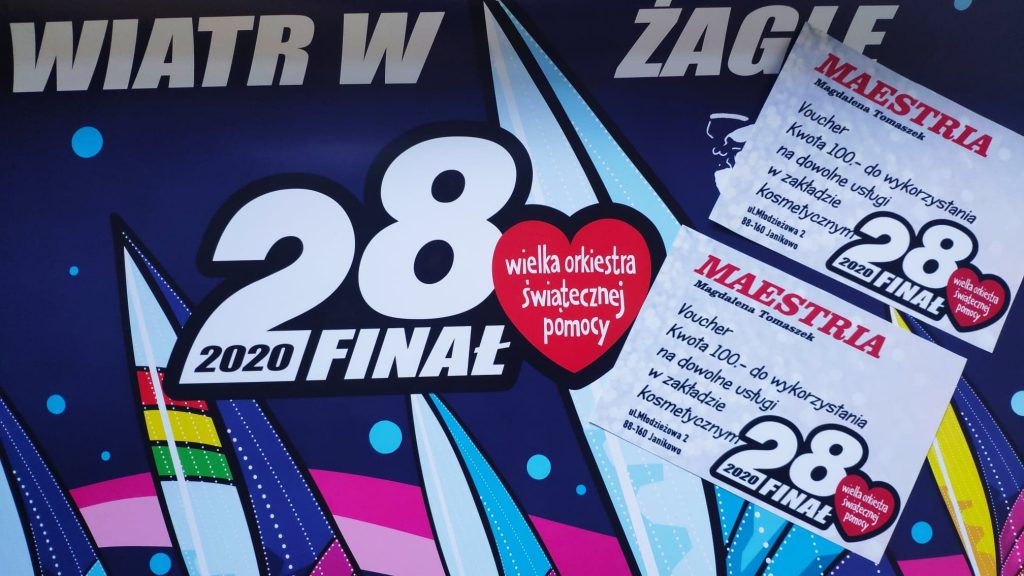 WIATR W ŻAGLE
28
2020 FINAŁ
wielka orkiestra
świątecznej
pomocy
MAESTRIA
Magdalena Tomaszek
Voucher
Kwota 100.- do wykorzystania
na dowolne usługi
w zakładzie
kosmetycznym
ul.Młodzieżowa 2
88-160 Janikowo
28
2020 FINAŁ
wielka orkiestra
świątecznej
pomocy
MAESTRIA
Magdalena Tomaszek
Voucher
Kwota 100.- do wykorzystania
na dowolne usługi
w zakładzie
kosmetycznym
ul.Młodzieżowa 2
88-160 Janikowo
28
2020 FINAŁ
wielka orkiestra
świątecznej
pomocy